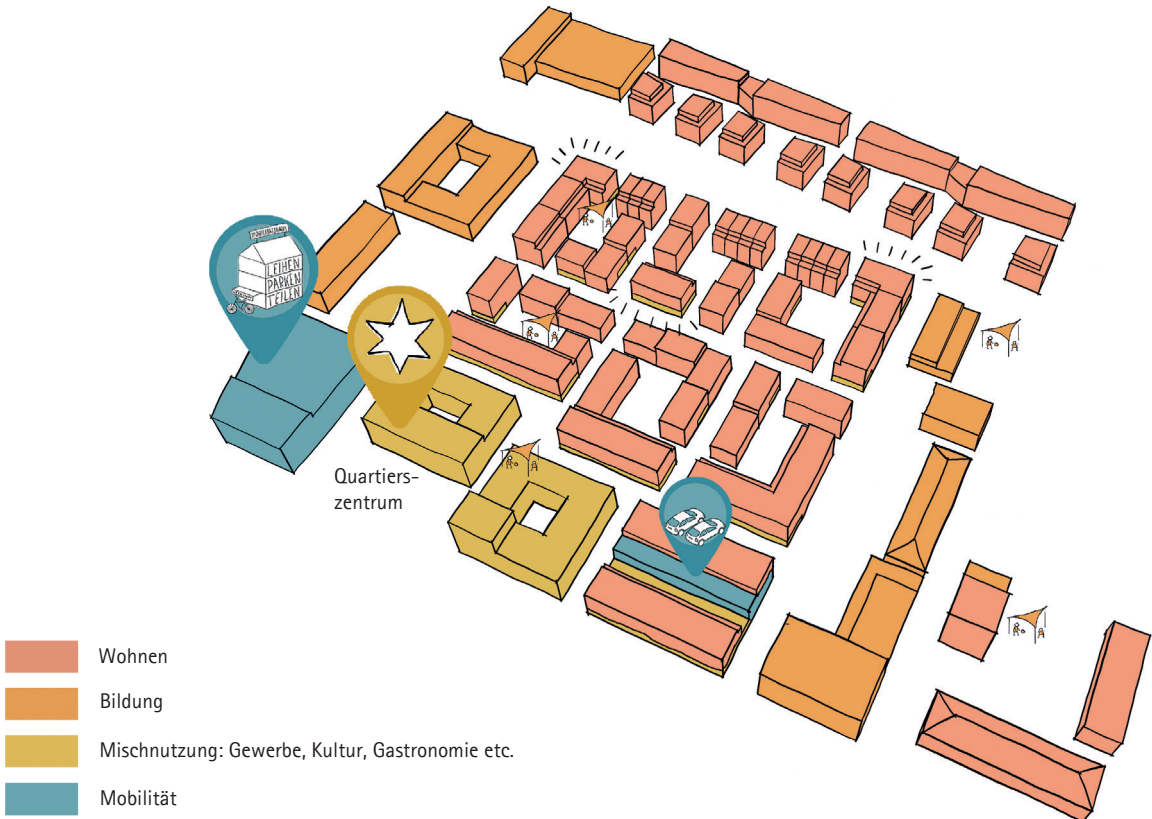 LEIHEN
PARKEN
TEILEN
Quartiers-
zentrum
Wohnen
Bildung
Mischnutzung: Gewerbe, Kultur, Gastronomie etc.
Mobilität